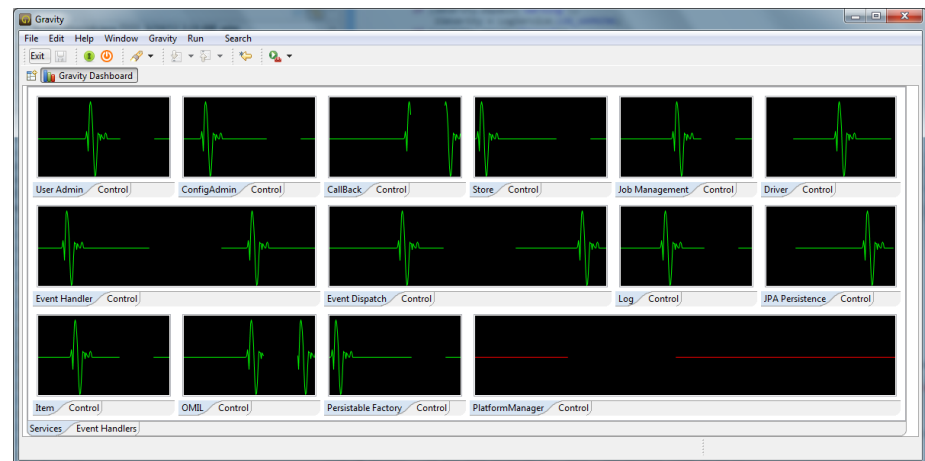 Gravity
File Edit Help Window Gravity Run Search
Exit
Gravity Dashboard
User Admin Control ConfigAdmin Control CallBack Control Store Control Job Management Control Driver Control
Event Handler Control Event Dispatch Control Log Control JPA Persistence Control
Item Control OMIL Control Persistable Factory Control PlatformManager Control
Services Event Handlers